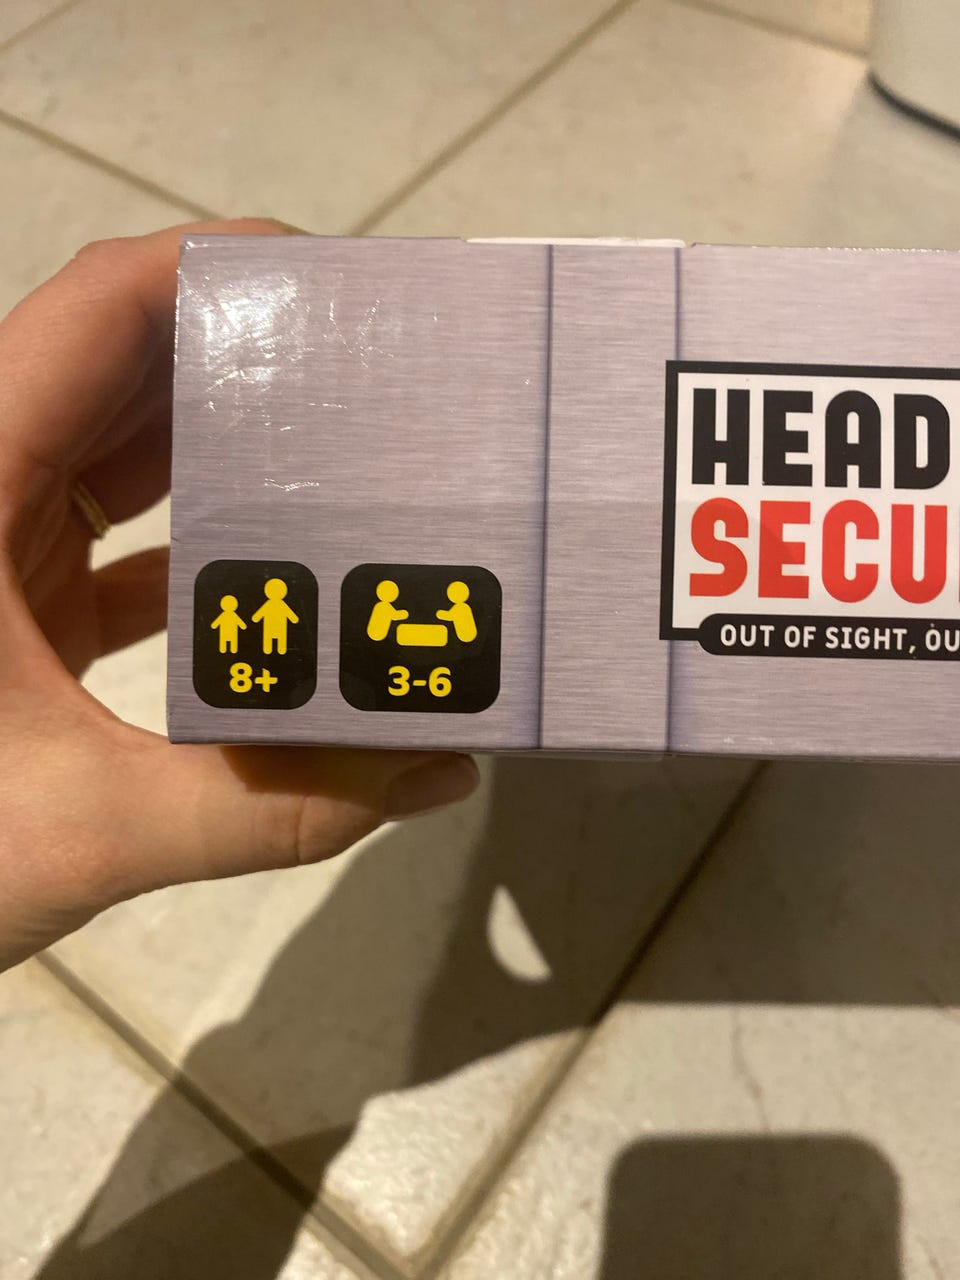 HEAD
SECU
OUT OF SIGHT, OU
8+
3-6